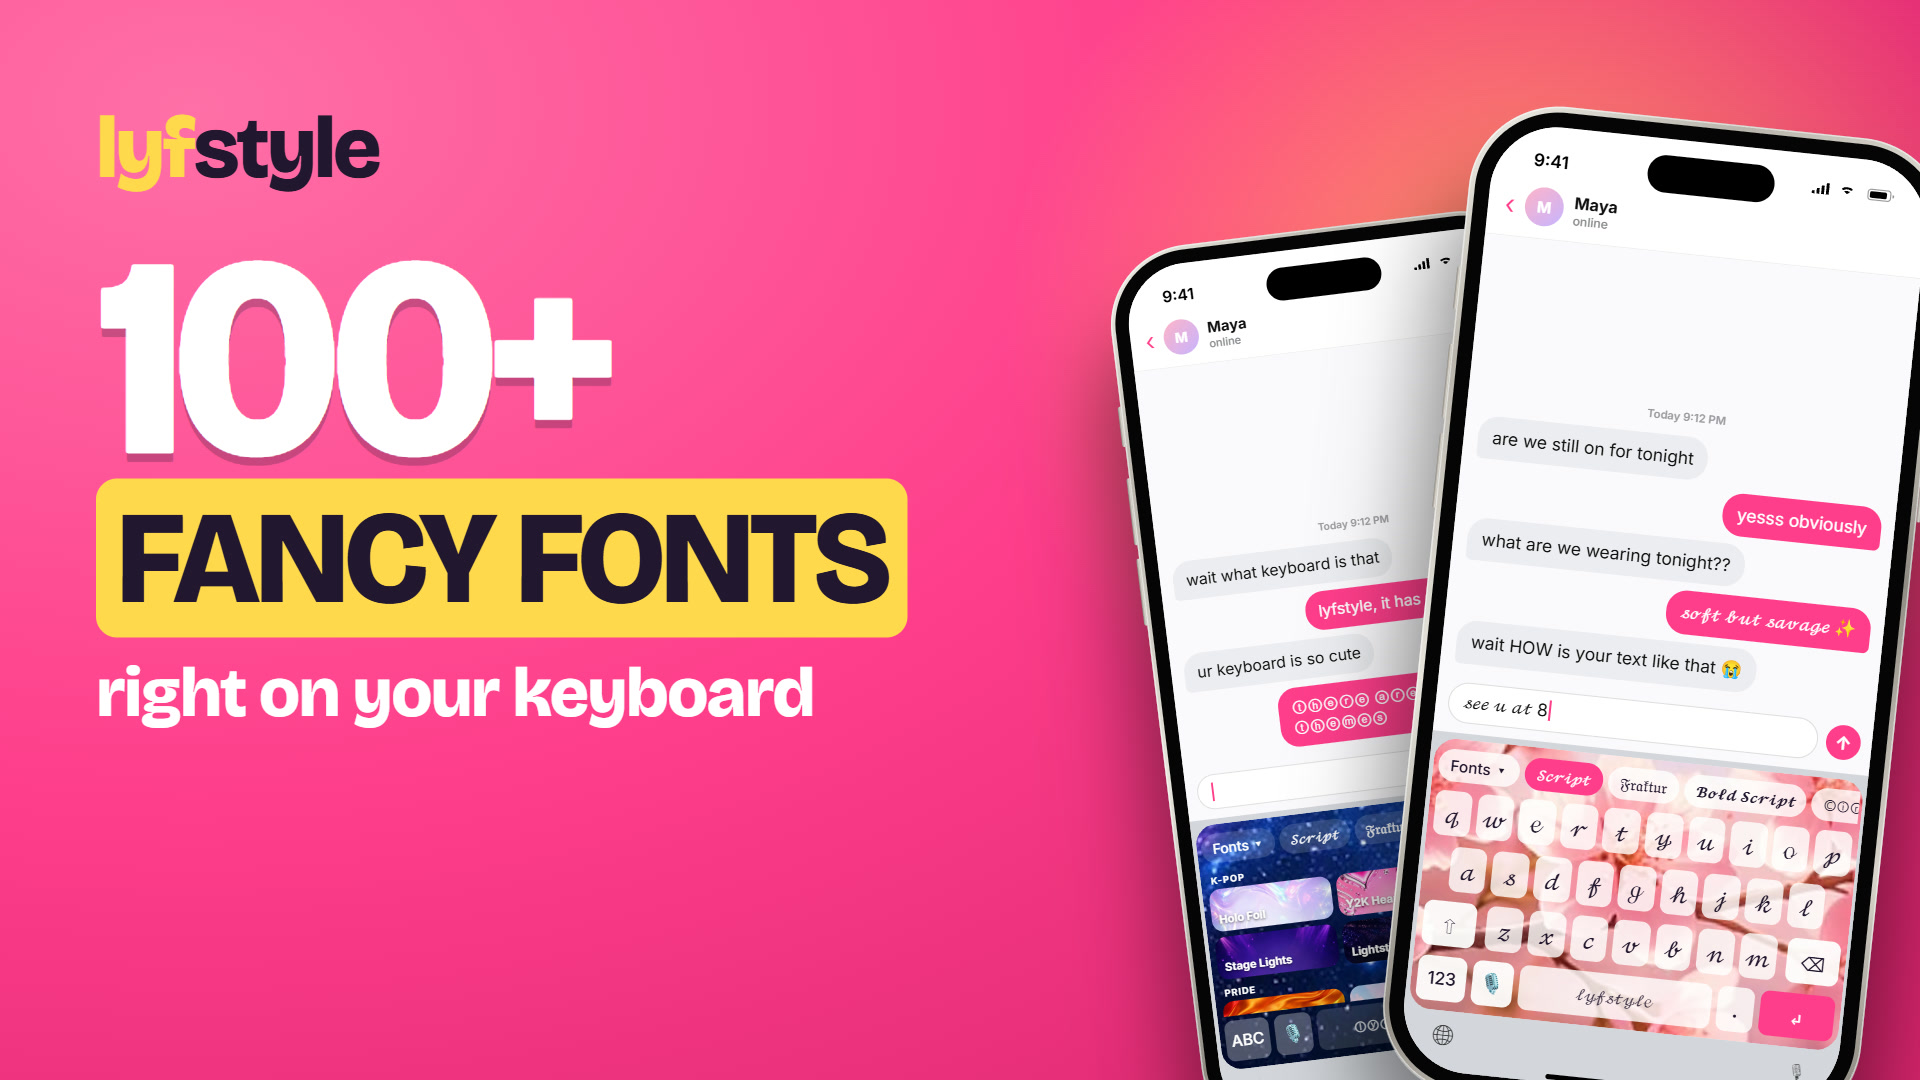 lyfstyle
100+
FANCY FONTS
right on your keyboard
9:41
M
Maya
online
Today 9:12 PM
wait what keyboard is that
lyfstyle, it has
ur keyboard is so cute
ⓣⓗⓔⓡⓔ ⓐⓡⓔ
ⓣⓗⓔⓜⓔⓢ
Fonts ▾
𝓢𝓬𝓻𝓲𝓹𝓽
K-POP
Holo Foil
Stage Lights
PRIDE
ABC
9:41
M
Maya
online
Today 9:12 PM
are we still on for tonight
yesss obviously
what are we wearing tonight??
𝓼𝓸𝓯𝓽 𝓫𝓾𝓽 𝓼𝓪𝓿𝓪𝓰𝓮 ✨
wait HOW is your text like that 😭
𝓈ℯℯ 𝓊 𝒶𝓉 8
Fonts ▾ 𝒮𝒸𝓇𝒾𝓅𝓉 𝔉𝔯𝔞𝔨𝔱𝔲𝔯 𝓑𝓸𝓵𝓭 𝓢𝓬𝓻𝓲𝓹𝓽
𝓆 𝓌 ℯ 𝓇 𝓉 𝓎 𝓊 𝒾 ℴ 𝓅
𝒶 𝓈 𝒹 𝒻 ℊ 𝒽 𝒿 𝓀 𝓁
𝓏 𝓍 𝒸 𝓋 𝒷 𝓃 𝓂
123 𝓁𝓎𝒻𝓈𝓉𝓎𝓁ℯ .